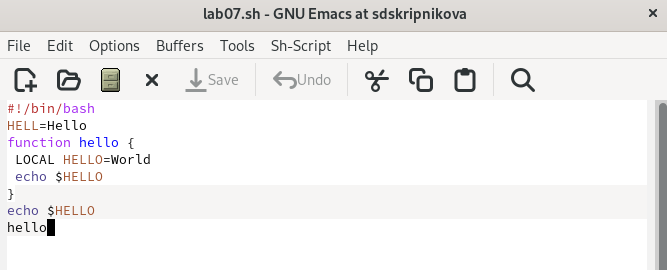 lab07.sh - GNU Emacs at sdskripnikova
File Edit Options Buffers Tools Sh-Script Help
Save Undo
#!/bin/bash
HELL=Hello
function hello {
 LOCAL HELLO=World
 echo $HELLO
}
echo $HELLO
hello